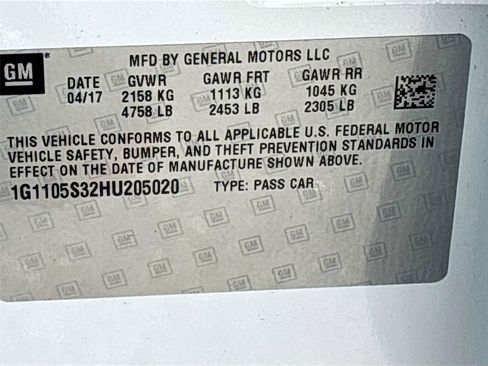 GM
MFD BY GENERAL MOTORS LLC
DATE GVWR GAWR FRT GAWR RR
04/17 2158 KG 1113 KG 1045 KG
4758 LB 2453 LB 2305 LB
THIS VEHICLE CONFORMS TO ALL APPLICABLE U.S. FEDERAL MOTOR
VEHICLE SAFETY, BUMPER, AND THEFT PREVENTION STANDARDS IN
EFFECT ON THE DATE OF MANUFACTURE SHOWN ABOVE.
1G1105S32HU205020 TYPE: PASS CAR